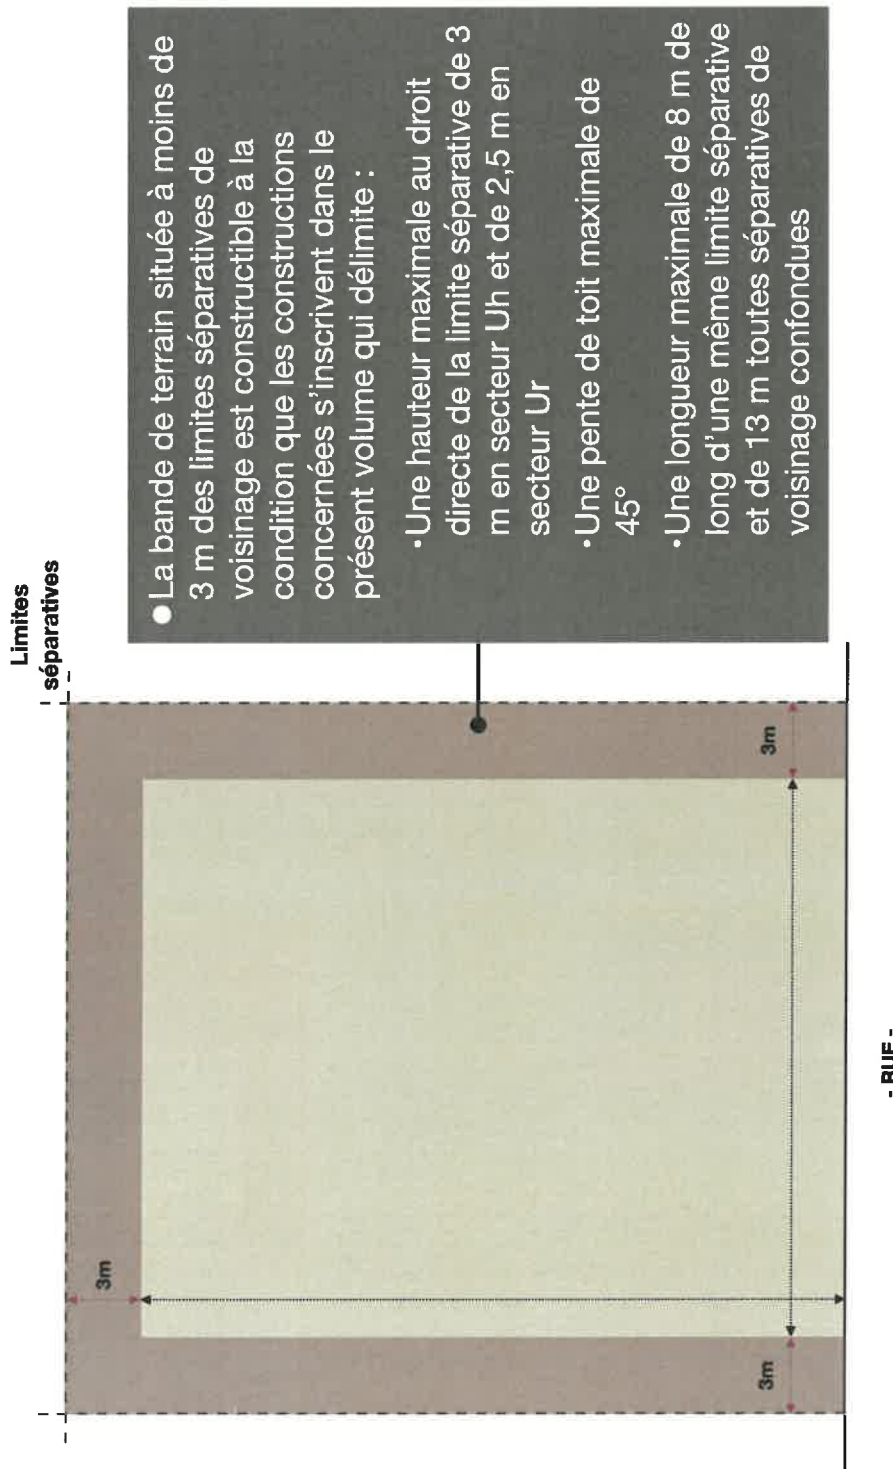 Limites
séparatives
3m
3m
3m
- RUE -
● La bande de terrain située à moins de
3 m des limites séparatives de
voisinage est constructible à la
condition que les constructions
concernées s'inscrivent dans le
présent volume qui délimite :
•Une hauteur maximale au droit
directe de la limite séparative de 3
m en secteur Uh et de 2,5 m en
secteur Ur
•Une pente de toit maximale de
45°
•Une longueur maximale de 8 m de
long d'une même limite séparative
et de 13 m toutes séparatives de
voisinage confondues